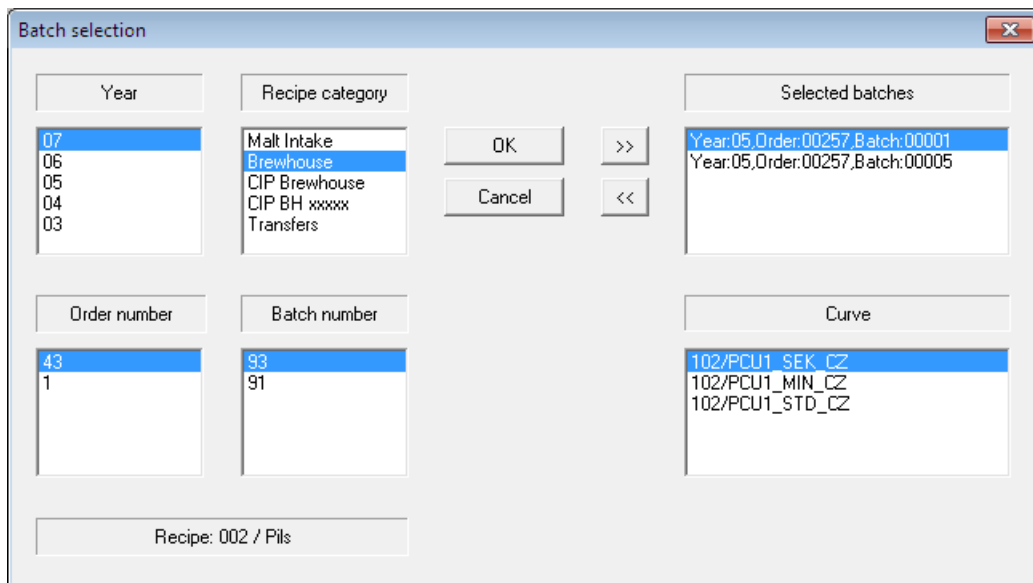 Batch selection
Year
Recipe category
Selected batches
07
06
05
04
03
Malt Intake
Brewhouse
CIP Brewhouse
CIP BH xxxxx
Transfers
OK
>>
Cancel
<<
Year:05,Order:00257,Batch:00001
Year:05,Order:00257,Batch:00005
Order number
Batch number
Curve
43
1
93
91
102/PCU1_SEK_CZ
102/PCU1_MIN_CZ
102/PCU1_STD_CZ
Recipe: 002 / Pils